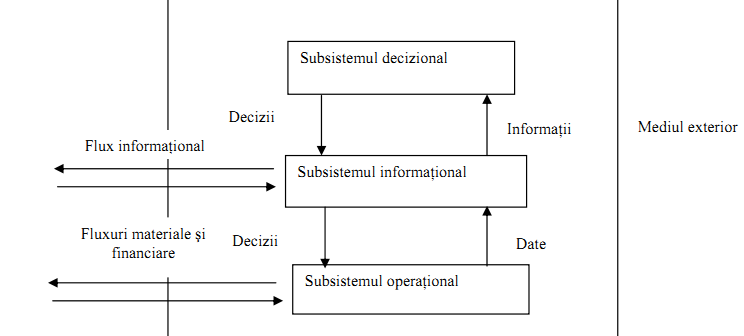 Subsistemul decizional
Decizii
Informații
Mediul exterior
Flux informațional
Subsistemul informațional
Fluxuri materiale și
financiare
Decizii
Date
Subsistemul operațional